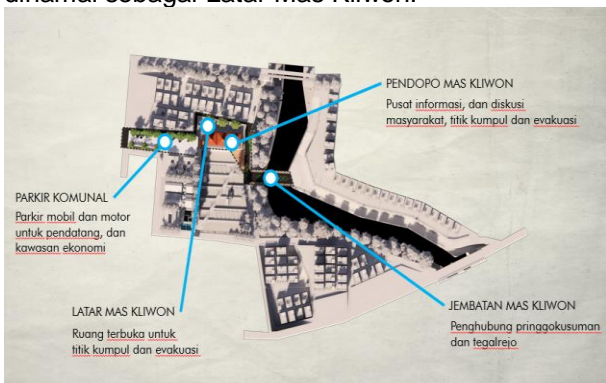 dinamai sebagai Latar Mas Kliwon.
PENDOPO MAS KLIWON
Pusat informasi, dan diskusi
masyarakat, titik kumpul dan evakuasi
PARKIR KOMUNAL
Parkir mobil dan motor
untuk pendatang, dan
kawasan ekonomi
LATAR MAS KLIWON
Ruang terbuka untuk
titik kumpul dan evakuasi
JEMBATAN MAS KLIWON
Penghubung pringgokusuman
dan tegalrejo